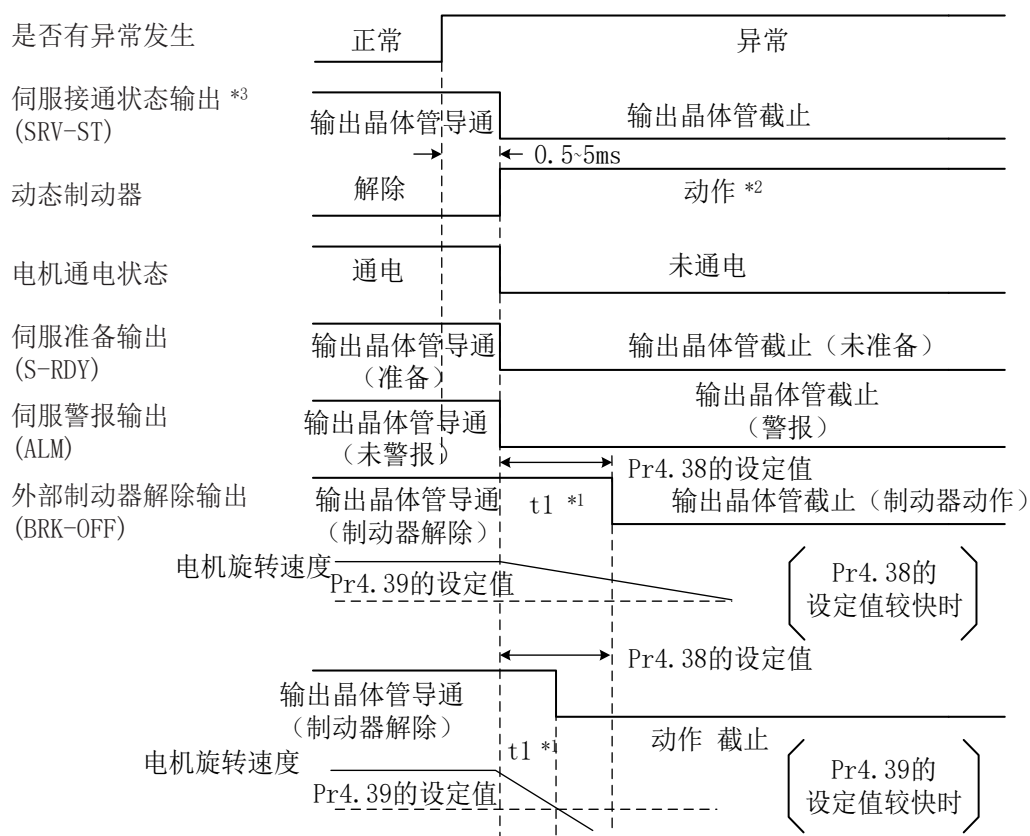 是否有异常发生
正常
异常
伺服接通状态输出 *3
(SRV-ST)
输出晶体管导通
输出晶体管截止
0.5~5ms
动态制动器
解除
动作 *2
电机通电状态
通电
未通电
伺服准备输出
(S-RDY)
输出晶体管导通
（准备）
输出晶体管截止（未准备）
伺服警报输出
(ALM)
输出晶体管导通
（未警报）
输出晶体管截止
（警报）
Pr4.38的设定值
外部制动器解除输出
(BRK-OFF)
输出晶体管导通
（制动器解除）
t1 *1
输出晶体管截止（制动器动作）
电机旋转速度
Pr4.39的设定值
Pr4.38的
设定值较快时
Pr4.38的设定值
输出晶体管导通
（制动器解除）
t1 *1
动作 截止
电机旋转速度
Pr4.39的设定值
Pr4.39的
设定值较快时